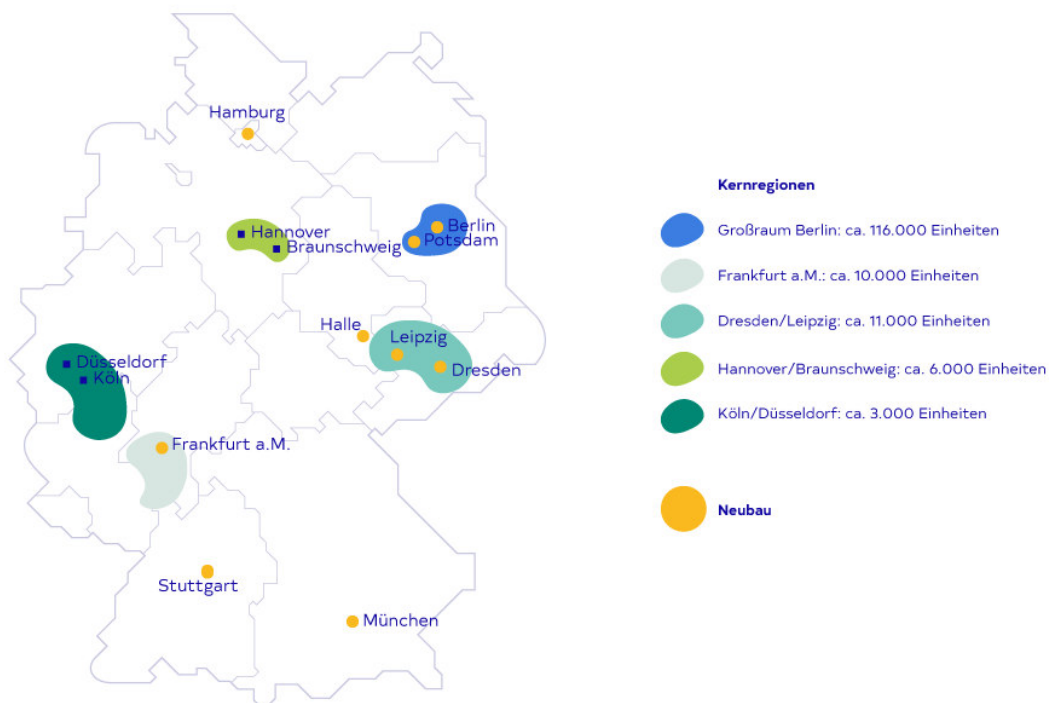 Hamburg
Hannover
Braunschweig
Berlin
Potsdam
Halle
Leipzig
Dresden
Düsseldorf
Köln
Frankfurt a.M.
Stuttgart
München
Kernregionen
Großraum Berlin: ca. 116.000 Einheiten
Frankfurt a.M.: ca. 10.000 Einheiten
Dresden/Leipzig: ca. 11.000 Einheiten
Hannover/Braunschweig: ca. 6.000 Einheiten
Köln/Düsseldorf: ca. 3.000 Einheiten
Neubau